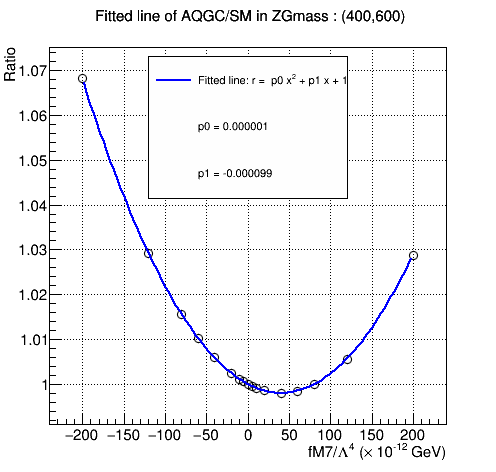 Fitted line of AQGC/SM in ZGmass : (400,600)
Ratio
1.07
1.06
1.05
1.04
1.03
1.02
1.01
1
Fitted line: r = p0 x² + p1 x + 1
p0 = 0.000001
p1 = -0.000099
−200 −150 −100 −50 0 50 100 150 200
fM7/Λ⁴ (× 10⁻¹² GeV)